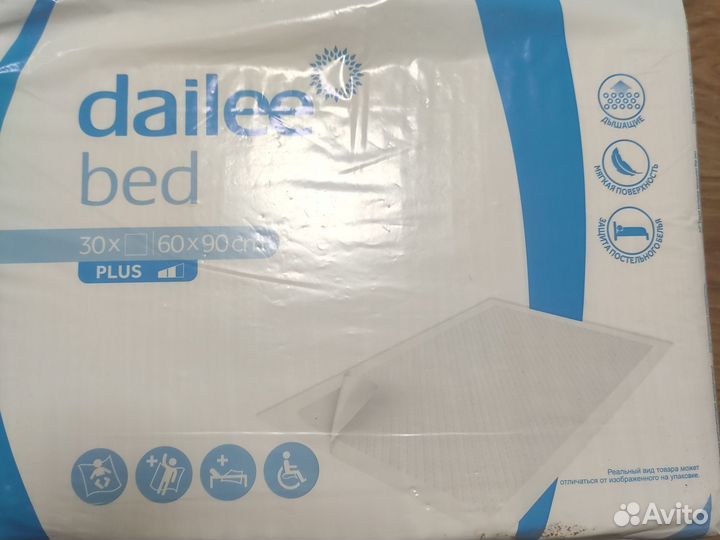 dailee
bed
30x 60x90 cm
PLUS
ДЫШАЩИЕ
МЯГКАЯ ПОВЕРХНОСТЬ
ЗАЩИТА ПОСТЕЛЬНОГО БЕЛЬЯ
Реальный вид товара может
отличаться от изображенного на упаковке.
Avito